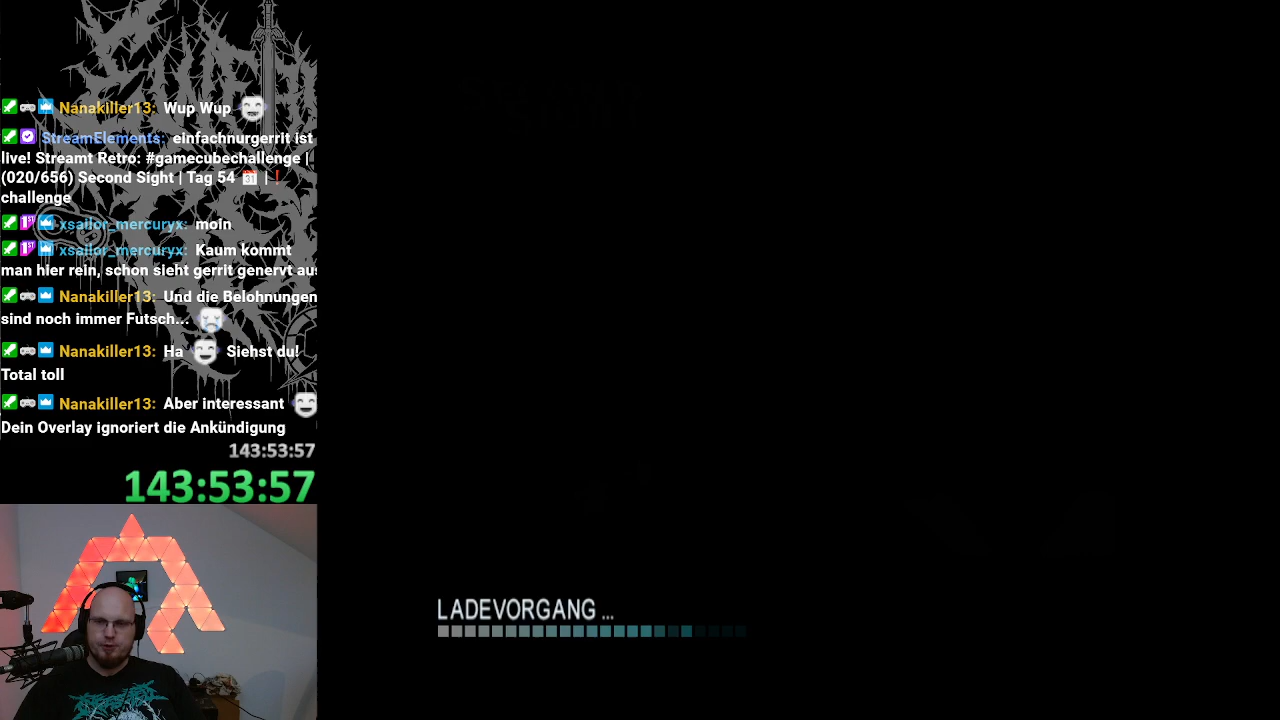 Nanakiller13: Wup Wup
StreamElements: einfachnurgerrit ist
live! Streamt Retro: #gamecubechallenge |
(020/656) Second Sight | Tag 54 📅 | ❗
challenge
xsailor_mercuryx: moin
xsailor_mercuryx: Kaum kommt
man hier rein, schon sieht gerrit genervt aus
Nanakiller13: Und die Belohnungen
sind noch immer Futsch...
Nanakiller13: Ha Siehst du!
Total toll
Nanakiller13: Aber interessant
Dein Overlay ignoriert die Ankündigung
143:53:57
143:53:57
LADEVORGANG ...